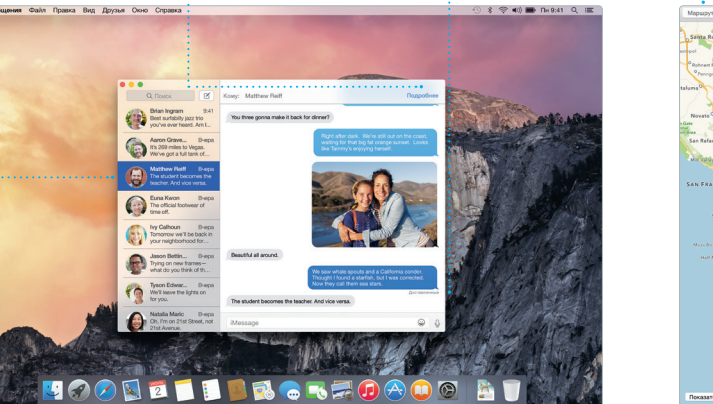 ощения Файл Правка Вид Друзья Окно Справка
Пн 9:41
Поиск
Кому: Matthew Reiff
Подробнее
Brian Ingram 9:41
Best surfabilly jazz trio
you've ever heard. Am I...
Aaron Grave... Вчера
It's 269 miles to Vegas.
We've got a full tank of...
Matthew Reiff Вчера
The student becomes the
teacher. And vice versa.
Euna Kwon Вчера
The official footwear of
time off.
Ivy Calhoun Вчера
Tomorrow we'll be back in
your neighborhood for...
Jason Bettin... Вчера
Trying on new frames—
what do you think of th...
Tyson Edwar... Вчера
We'll leave the lights on
for you.
Natalia Maric Вчера
Oh, I'm on 21st Street, not
21st Avenue.
You three gonna make it back for dinner?
Right after dark. We're still out on the coast,
waiting for that big fat orange sunset. Looks
like Tammy's enjoying herself.
Beautiful all around.
We saw whale spouts and a California condor.
Thought I found a starfish, but I was corrected.
Now they call them sea stars.
Доставлено
The student becomes the teacher. And vice versa.
iMessage
2
Маршру
Santa Ro
Novato
San Rafae
SAN FRA
Показат